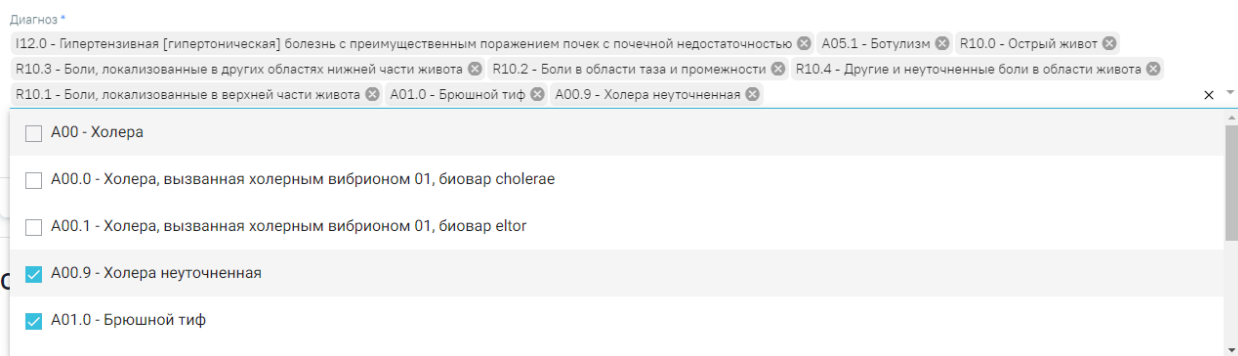 Диагноз *
I12.0 - Гипертензивная [гипертоническая] болезнь с преимущественным поражением почек с почечной недостаточностью A05.1 - Ботулизм R10.0 - Острый живот
R10.3 - Боли, локализованные в других областях нижней части живота R10.2 - Боли в области таза и промежности R10.4 - Другие и неуточненные боли в области живота
R10.1 - Боли, локализованные в верхней части живота A01.0 - Брюшной тиф A00.9 - Холера неуточненная
A00 - Холера
A00.0 - Холера, вызванная холерным вибрионом 01, биовар cholerae
A00.1 - Холера, вызванная холерным вибрионом 01, биовар eltor
A00.9 - Холера неуточненная
A01.0 - Брюшной тиф